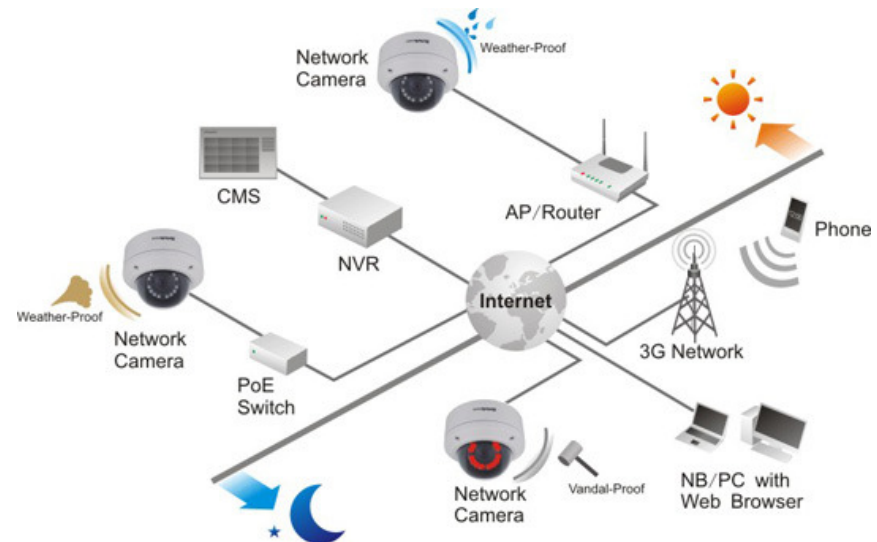 Network
Camera
Weather-Proof
CMS
NVR
AP/Router
Phone
Weather-Proof
Network
Camera
PoE
Switch
Internet
3G Network
Network
Camera
Vandal-Proof
NB/PC with
Web Browser